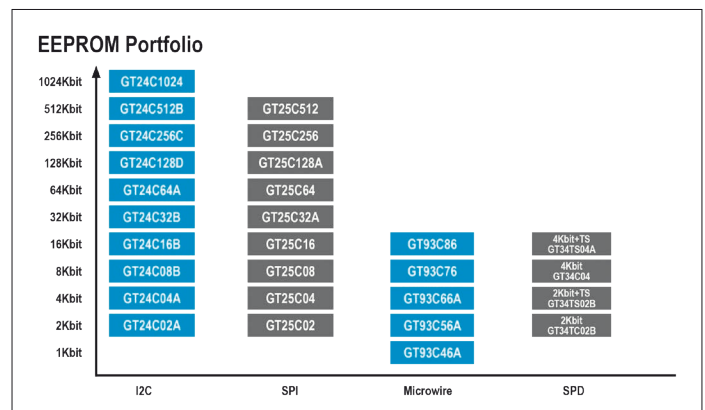 EEPROM Portfolio
1024Kbit GT24C1024
512Kbit GT24C512B GT25C512
256Kbit GT24C256C GT25C256
128Kbit GT24C128D GT25C128A
64Kbit GT24C64A GT25C64
32Kbit GT24C32B GT25C32A
16Kbit GT24C16B GT25C16 GT93C86 4Kbit+TS
GT34TS04A
8Kbit GT24C08B GT25C08 GT93C76 4Kbit
GT34C04
4Kbit GT24C04A GT25C04 GT93C66A 2Kbit+TS
GT34TS02B
2Kbit GT24C02A GT25C02 GT93C56A 2Kbit
GT34TC02B
1Kbit GT93C46A
I2C SPI Microwire SPD